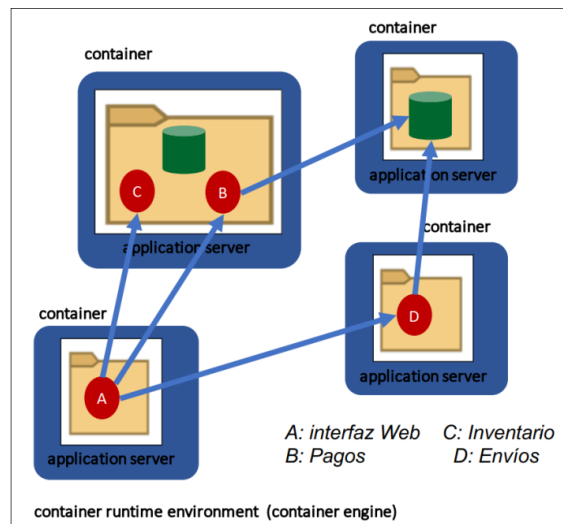 container
container
C
B
application server
application server
container
container
D
A
application server
application server
A: interfaz Web C: Inventario
B: Pagos D: Envíos
container runtime environment (container engine)